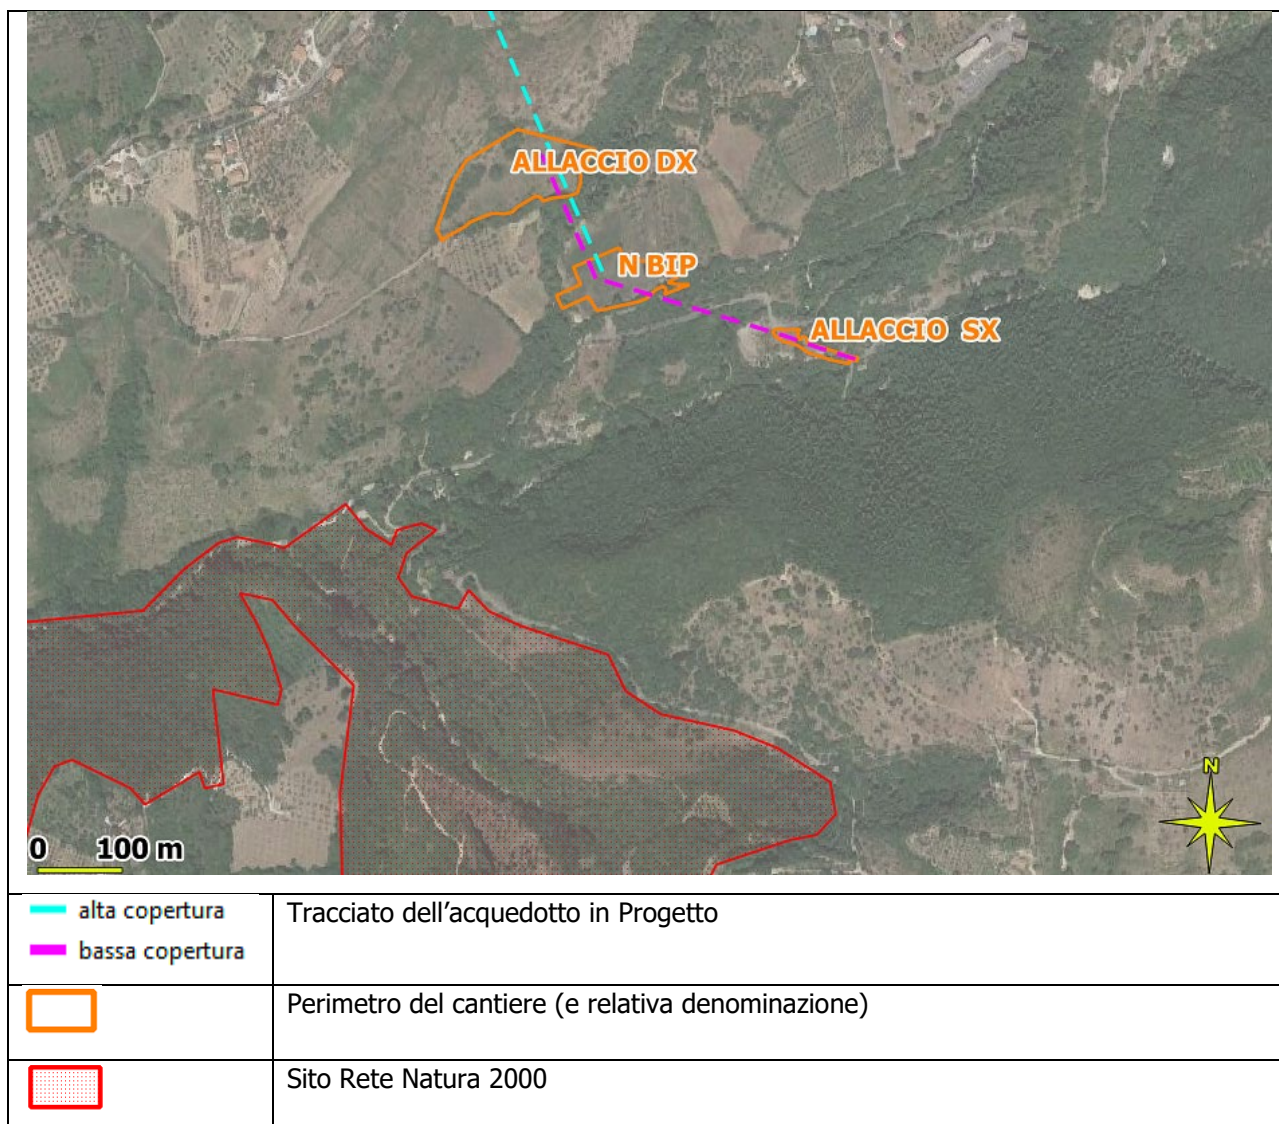 ALLACCIO DX
N BIP
ALLACCIO SX
N
0 100 m
alta copertura
bassa copertura
Tracciato dell’acquedotto in Progetto
Perimetro del cantiere (e relativa denominazione)
Sito Rete Natura 2000